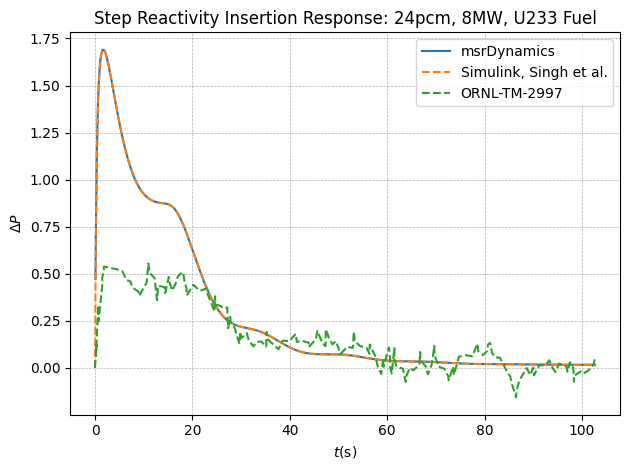 Step Reactivity Insertion Response: 24pcm, 8MW, U233 Fuel
msrDynamics
Simulink, Singh et al.
ORNL-TM-2997
ΔP
1.75
1.50
1.25
1.00
0.75
0.50
0.25
0.00
0 20 40 60 80 100
t(s)